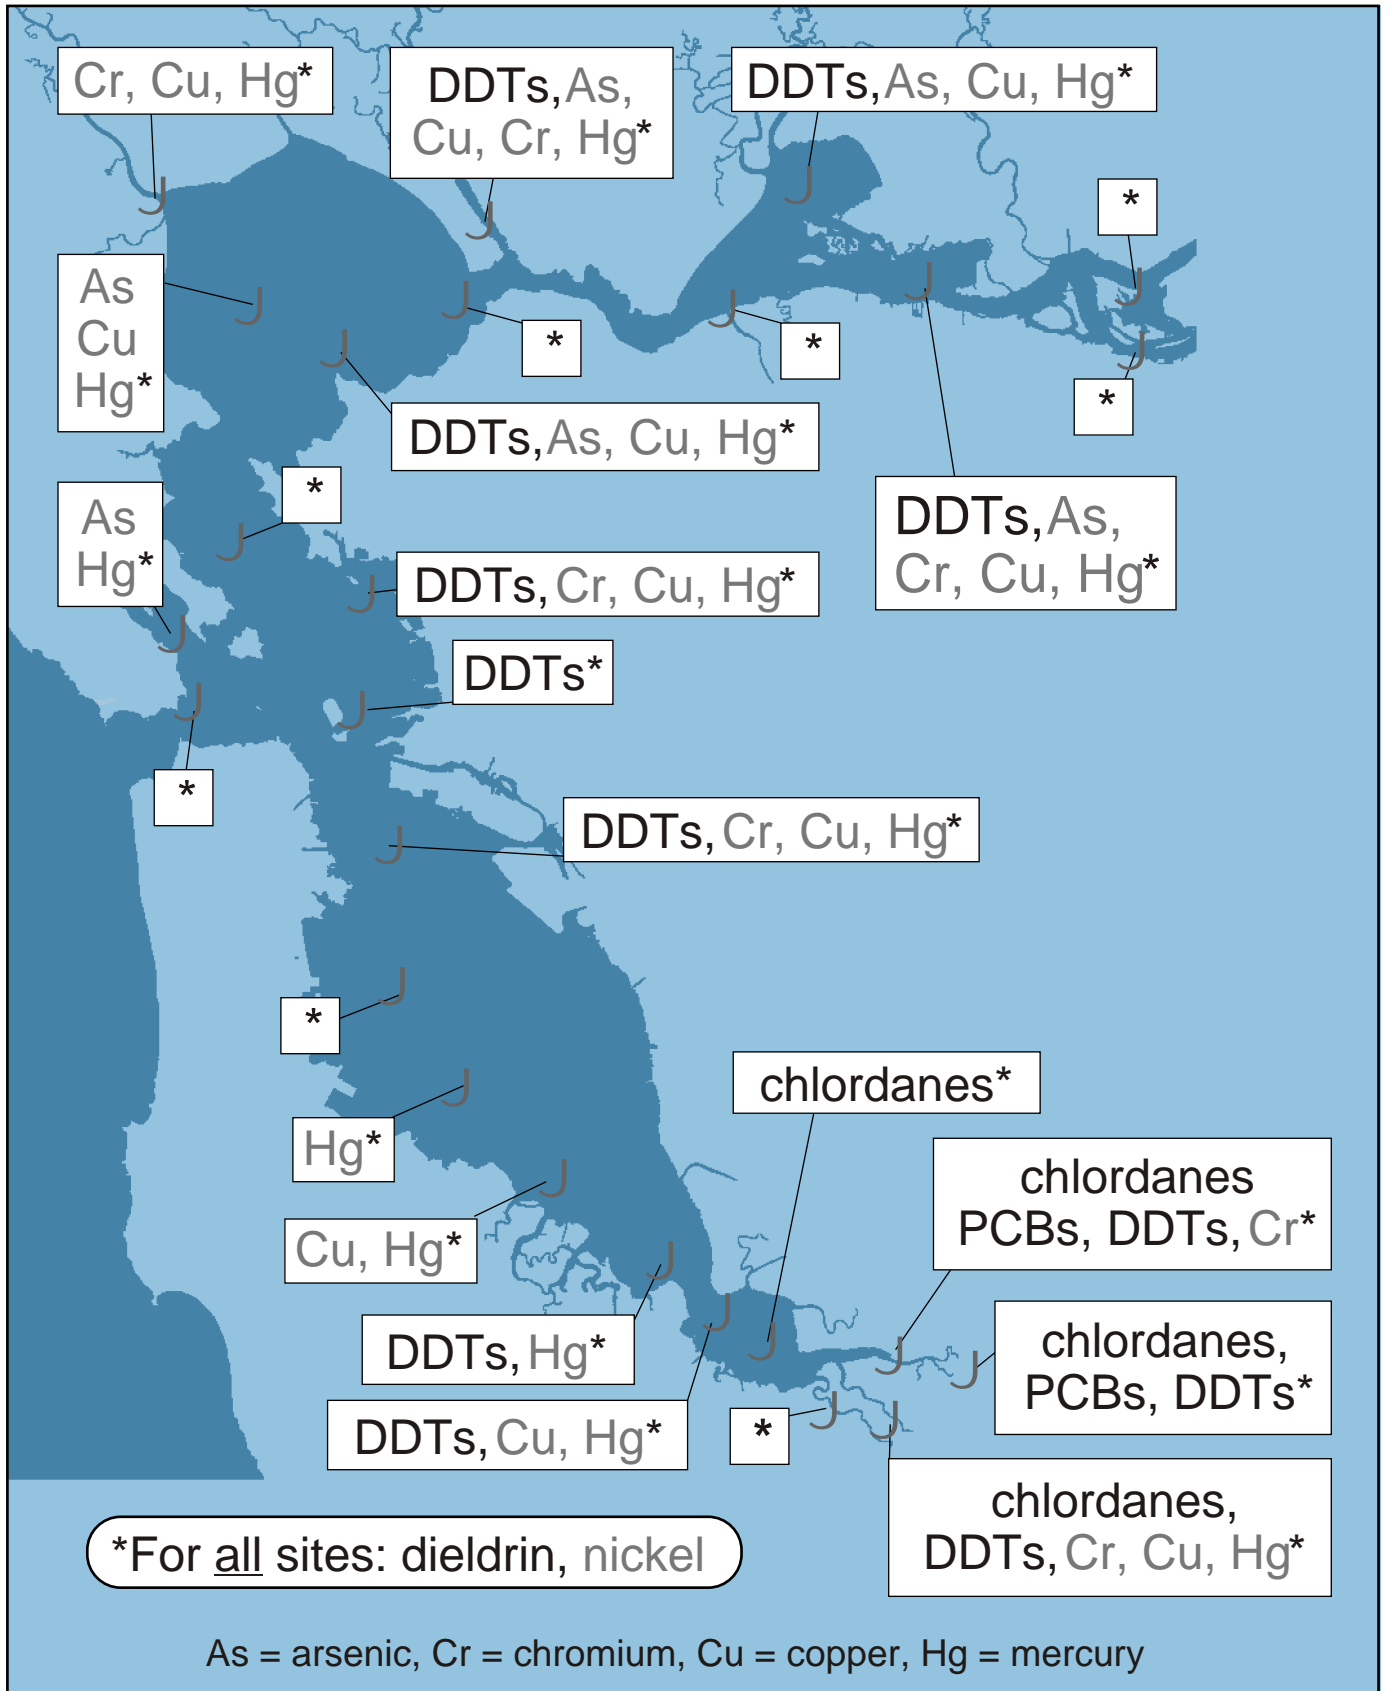 Cr, Cu, Hg*
DDTs, As,
Cu, Cr, Hg*
DDTs, As, Cu, Hg*
*
As
Cu
Hg*
*
*
*
DDTs, As, Cu, Hg*
*
As
Hg*
DDTs, As,
Cr, Cu, Hg*
DDTs, Cr, Cu, Hg*
DDTs*
*
DDTs, Cr, Cu, Hg*
*
chlordanes*
Hg*
chlordanes
PCBs, DDTs, Cr*
Cu, Hg*
DDTs, Hg*
chlordanes,
PCBs, DDTs*
DDTs, Cu, Hg*
*
chlordanes,
DDTs, Cr, Cu, Hg*
*For all sites: dieldrin, nickel
As = arsenic, Cr = chromium, Cu = copper, Hg = mercury